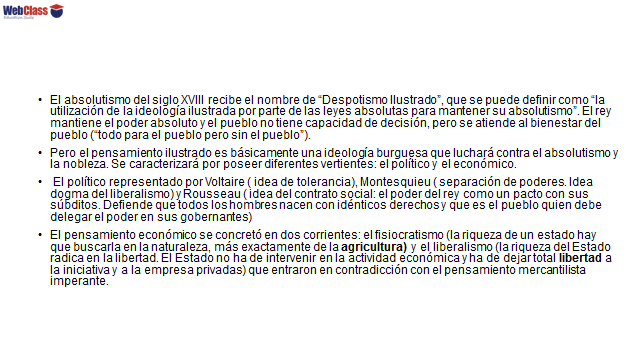 WebClass
• El absolutismo del siglo XVIII recibe el nombre de “Despotismo Ilustrado”, que se puede definir como “la
utilización de la ideología ilustrada por parte de las leyes absolutas para mantener su absolutismo”. El rey
mantiene el poder absoluto y el pueblo no tiene capacidad de decisión, pero se atiende al bienestar del
pueblo (“todo para el pueblo pero sin el pueblo”).
• Pero el pensamiento ilustrado es básicamente una ideología burguesa que luchará contra el absolutismo y
la nobleza. Se caracterizará por poseer diferentes vertientes: el político y el económico.
• El político representado por Voltaire ( idea de tolerancia), Montesquieu ( separación de poderes. Idea
dogma del liberalismo) y Rousseau ( idea del contrato social: el poder del rey como un pacto con sus
súbditos. Defiende que todos los hombres nacen con idénticos derechos y que es el pueblo quien debe
delegar el poder en sus gobernantes)
• El pensamiento económico se concretó en dos corrientes: el fisiocratismo (la riqueza de un estado hay
que buscarla en la naturaleza, más exactamente de la agricultura) y el liberalismo (la riqueza del Estado
radica en la libertad. El Estado no ha de intervenir en la actividad económica y ha de dejar total libertad a
la iniciativa y a la empresa privadas) que entraron en contradicción con el pensamiento mercantilista
imperante.